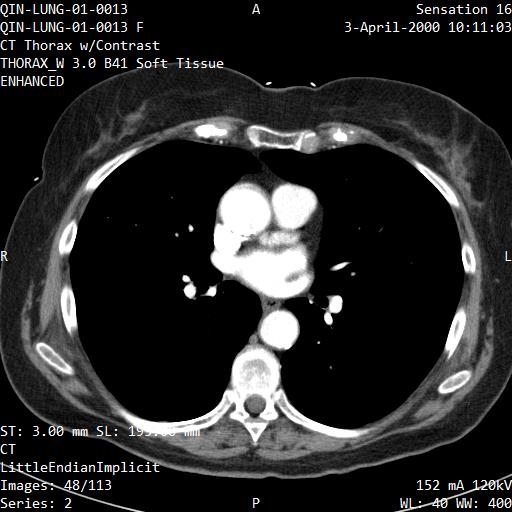 QIN-LUNG-01-0013
A
Sensation 16
QIN-LUNG-01-0013 F
3-April-2000 10:11:03
CT Thorax w/Contrast
THORAX_W 3.0 B41 Soft Tissue
ENHANCED
R
L
ST: 3.00 mm SL: mm
CT
LittleEndianImplicit
Images: 48/113
152 mA 120kV
Series: 2
P
WL: 40 WW: 400